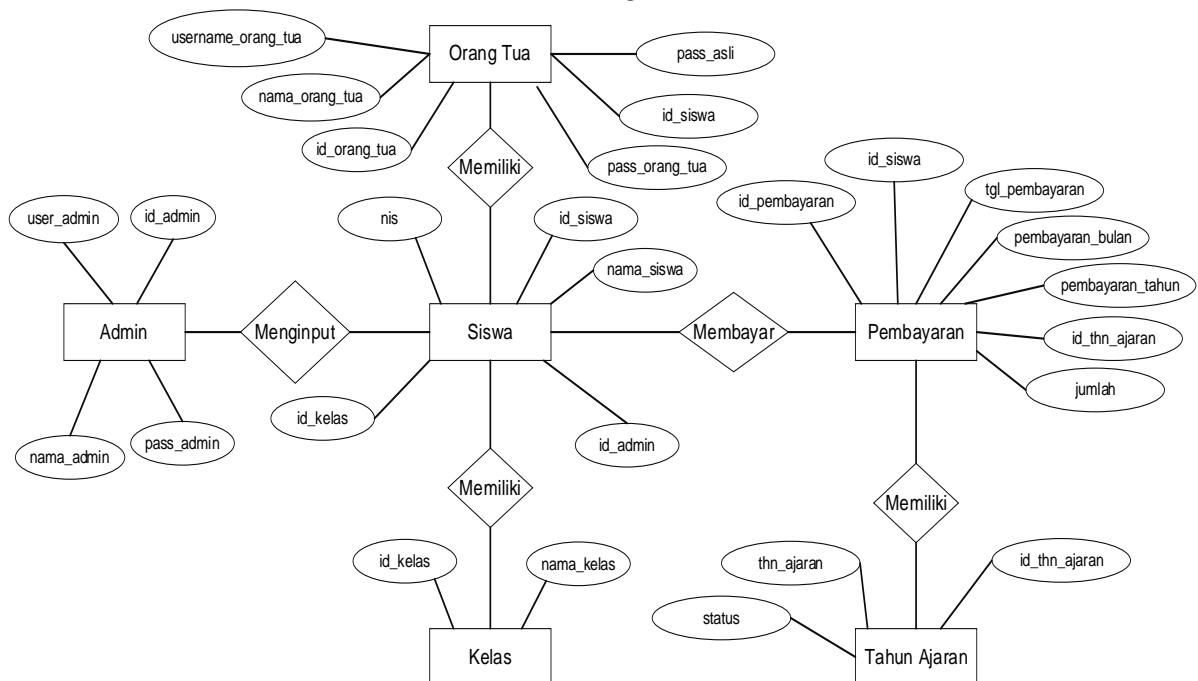 username_orang_tua
Orang Tua
pass_asli
nama_orang_tua
id_siswa
id_orang_tua
Memiliki
pass_orang_tua
id_siswa
tgl_pembayaran
id_pembayaran
user_admin
id_admin
nis
id_siswa
pembayaran_bulan
nama_siswa
pembayaran_tahun
Admin
Menginput
Siswa
Membayar
Pembayaran
id_thn_ajaran
jumlah
id_kelas
id_admin
nama_admin
pass_admin
Memiliki
Memiliki
id_kelas
nama_kelas
thn_ajaran
id_thn_ajaran
status
Kelas
Tahun Ajaran